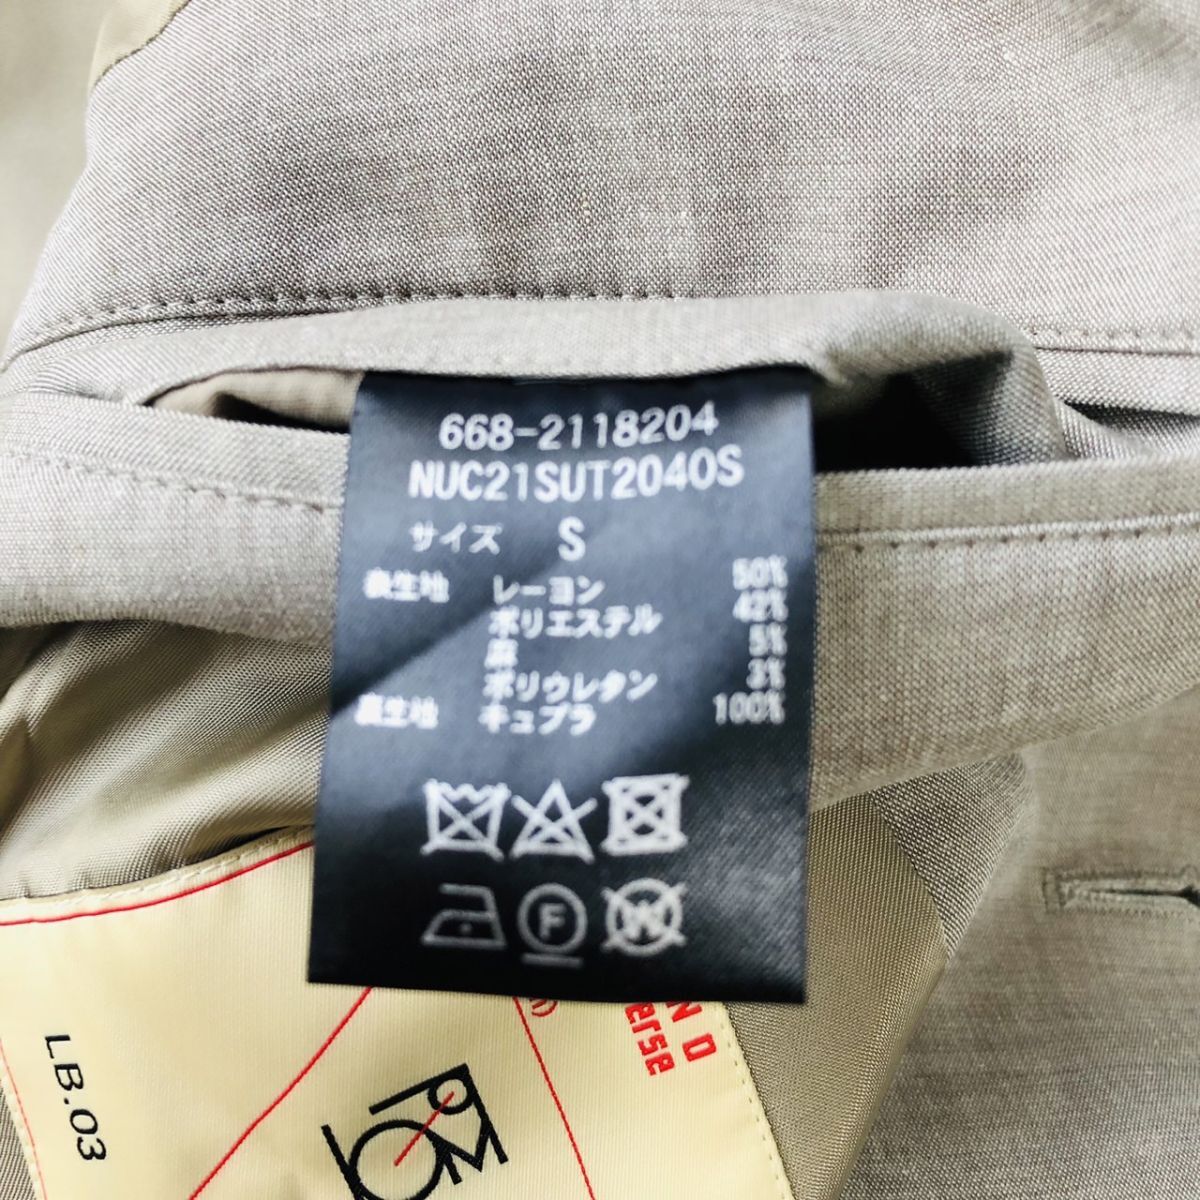 668-2118204
NUC21SUT2040S
サイズ S
表生地 レーヨン 50%
ポリエステル 42%
麻 5%
ポリウレタン 3%
裏生地 キュプラ 100%
F
W
ND
erse
LB.03